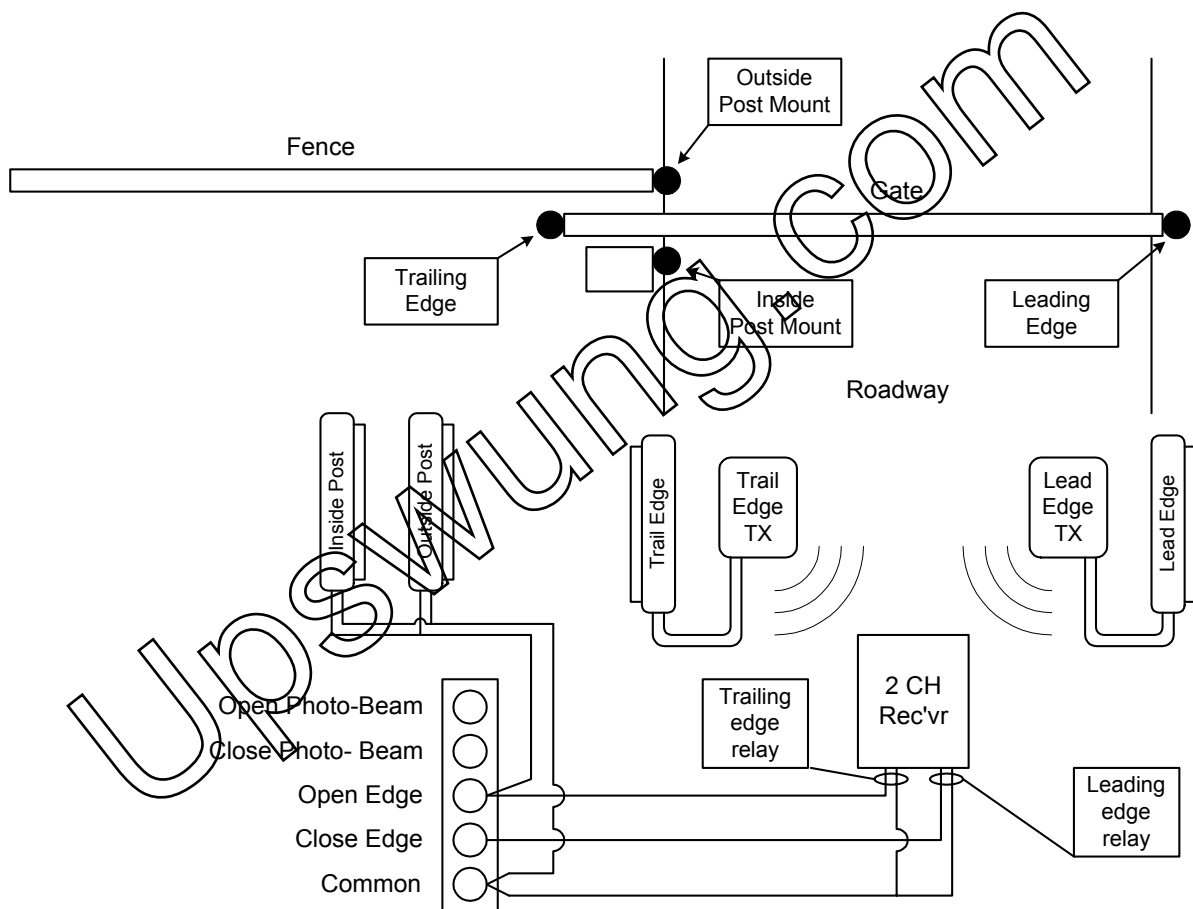 Outside
Post Mount
Fence
Gate
Trailing
Edge
Inside
Post Mount
Leading
Edge
Roadway
Inside Post
Outside Post
Trail Edge
Trail
Edge
TX
Lead
Edge
TX
Lead Edge
2 CH
Rec'vr
Trailing
edge
relay
Leading
edge
relay
Open Photo-Beam
Close Photo- Beam
Open Edge
Close Edge
Common
Upswung.com